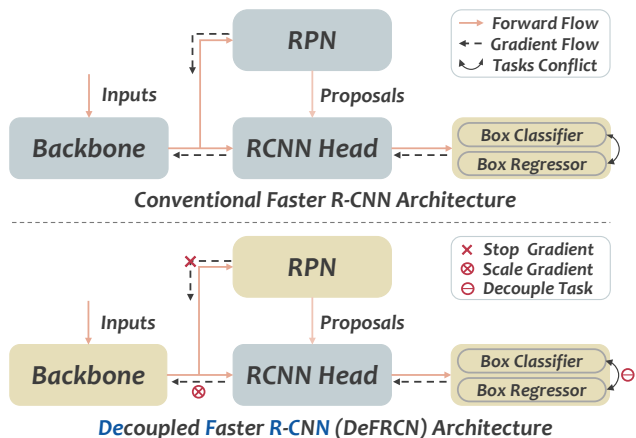 RPN
Forward Flow
Gradient Flow
Tasks Conflict
Inputs
Proposals
Backbone
RCNN Head
Box Classifier
Box Regressor
Conventional Faster R-CNN Architecture
RPN
Stop Gradient
Scale Gradient
Decouple Task
Inputs
Proposals
Backbone
RCNN Head
Box Classifier
Box Regressor
Decoupled Faster R-CNN (DeFRCN) Architecture